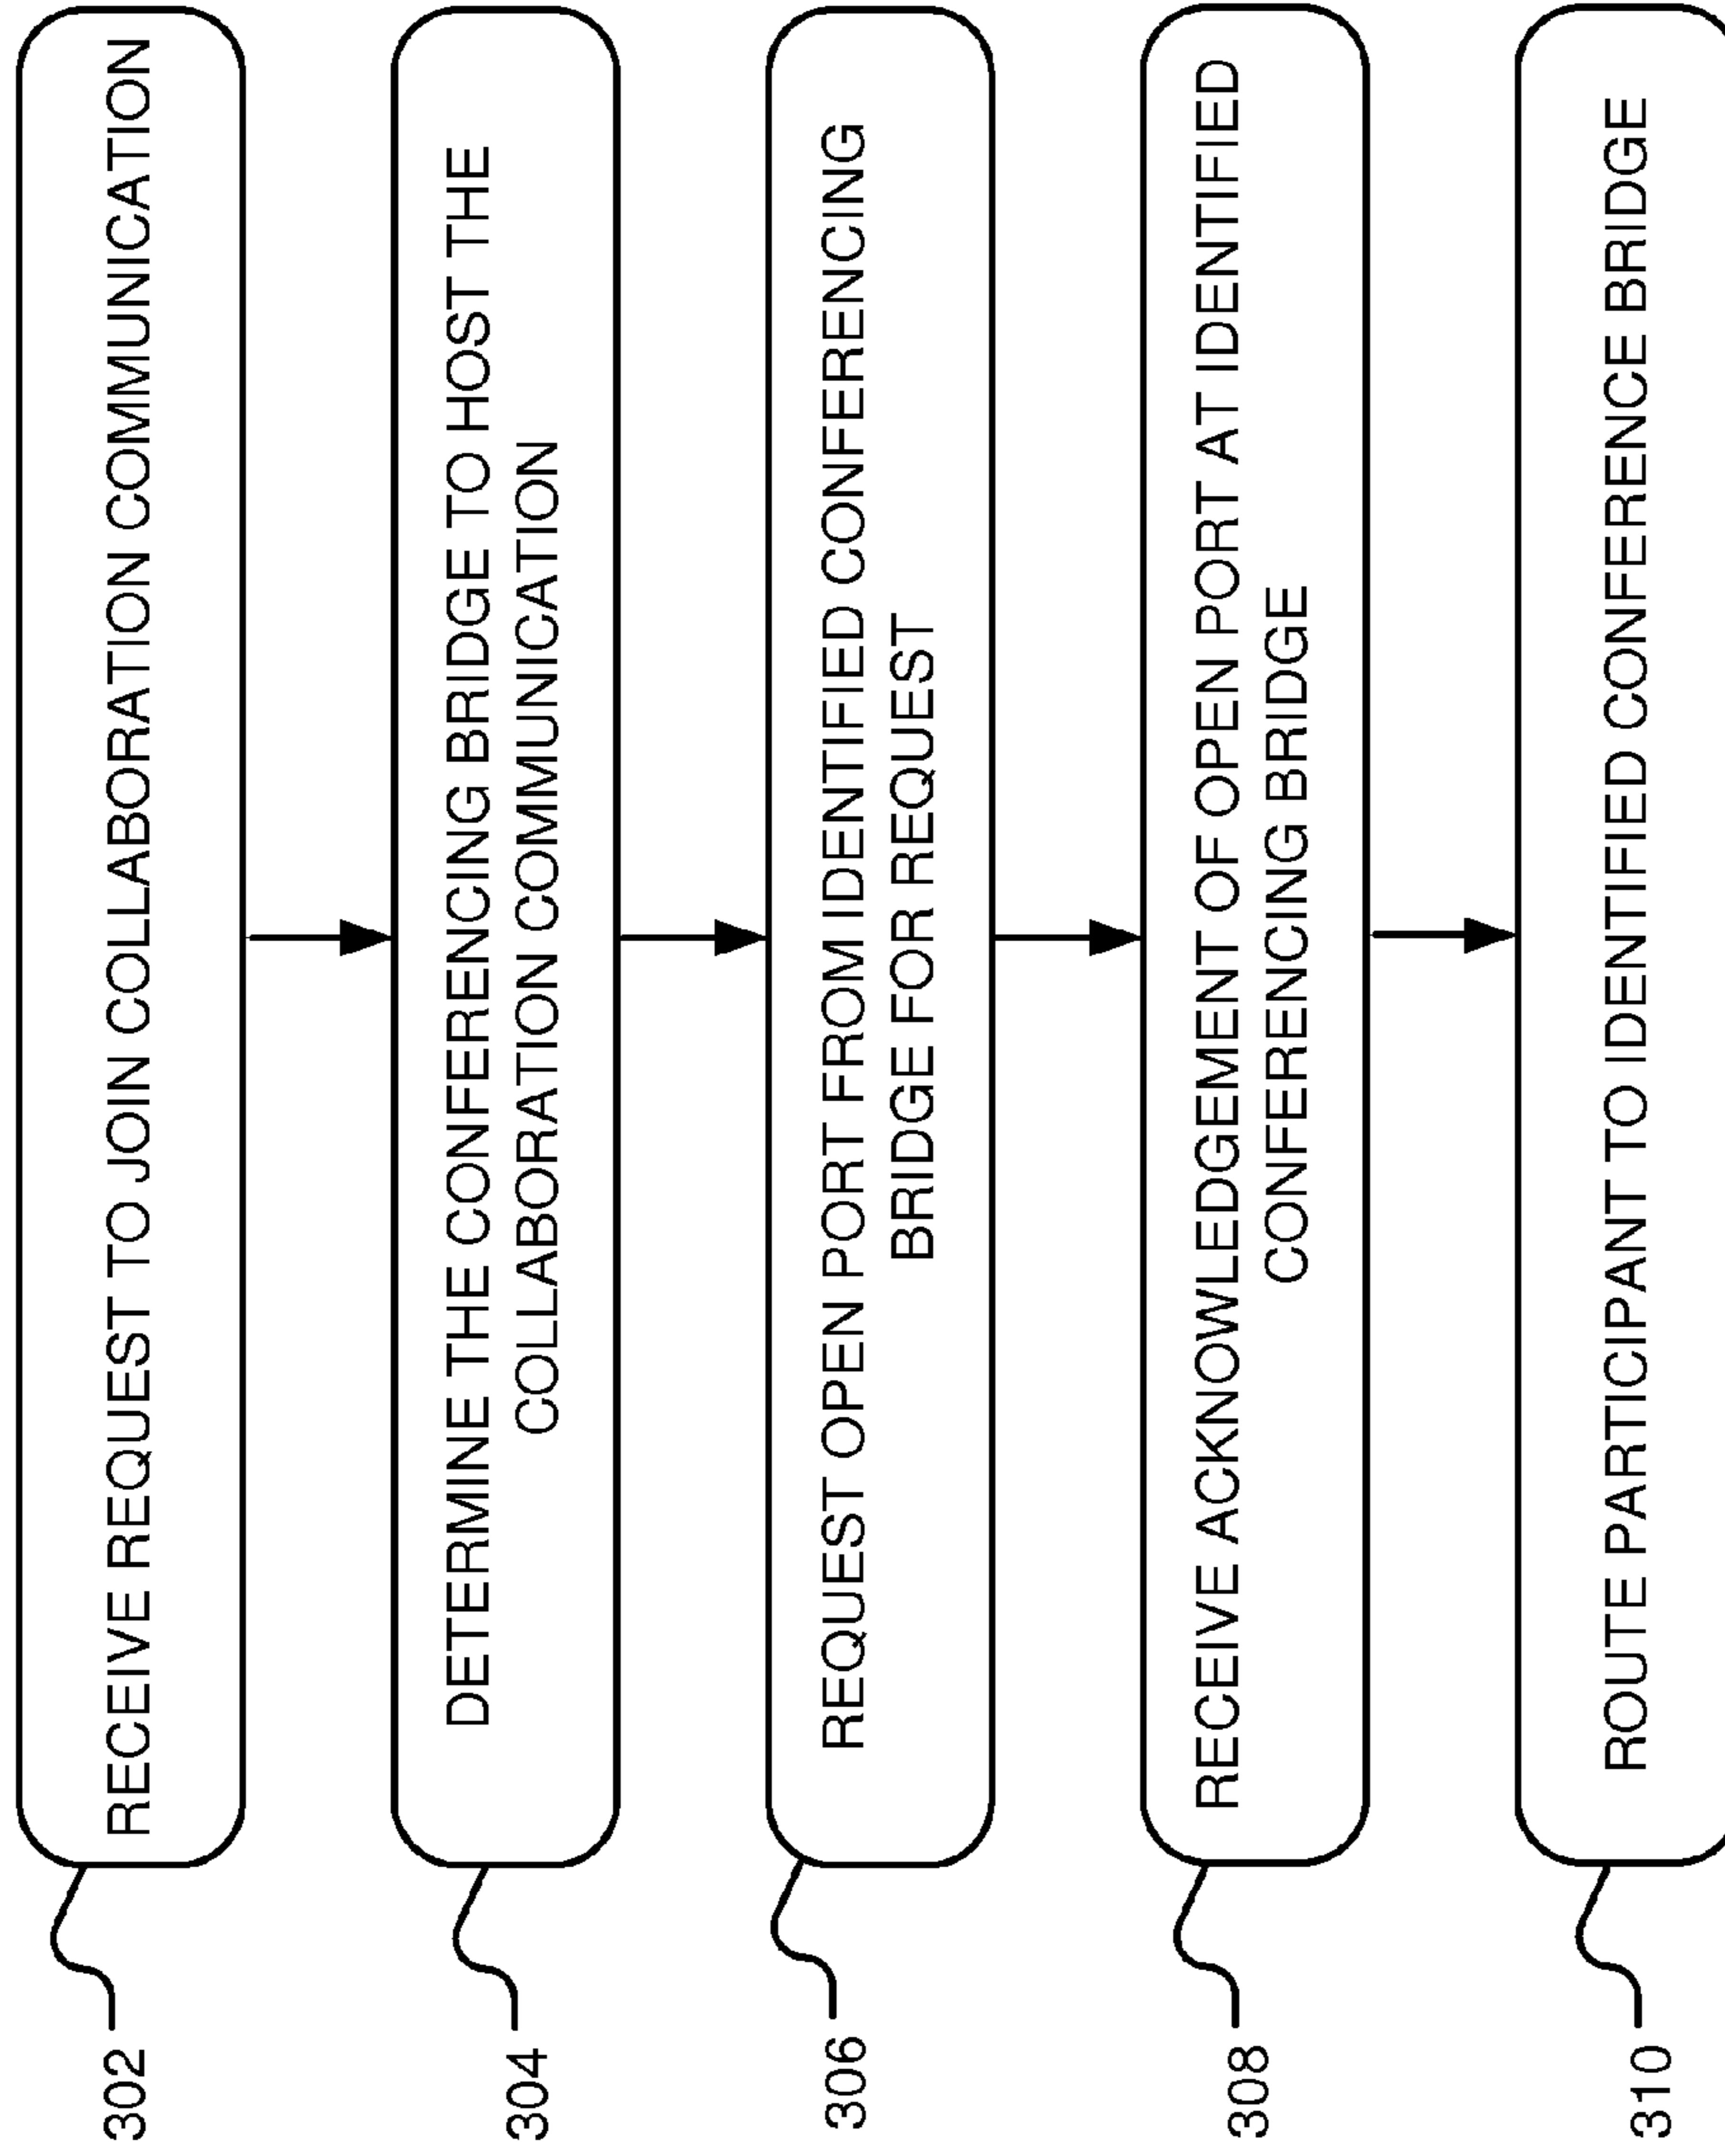 302
RECEIVE REQUEST TO JOIN COLLABORATION COMMUNICATION
304
DETERMINE THE CONFERENCING BRIDGE TO HOST THE
COLLABORATION COMMUNICATION
306
REQUEST OPEN PORT FROM IDENTIFIED CONFERENCING
BRIDGE FOR REQUEST
308
RECEIVE ACKNOWLEDGEMENT OF OPEN PORT AT IDENTIFIED
CONFERENCING BRIDGE
310
ROUTE PARTICIPANT TO IDENTIFIED CONFERENCE BRIDGE